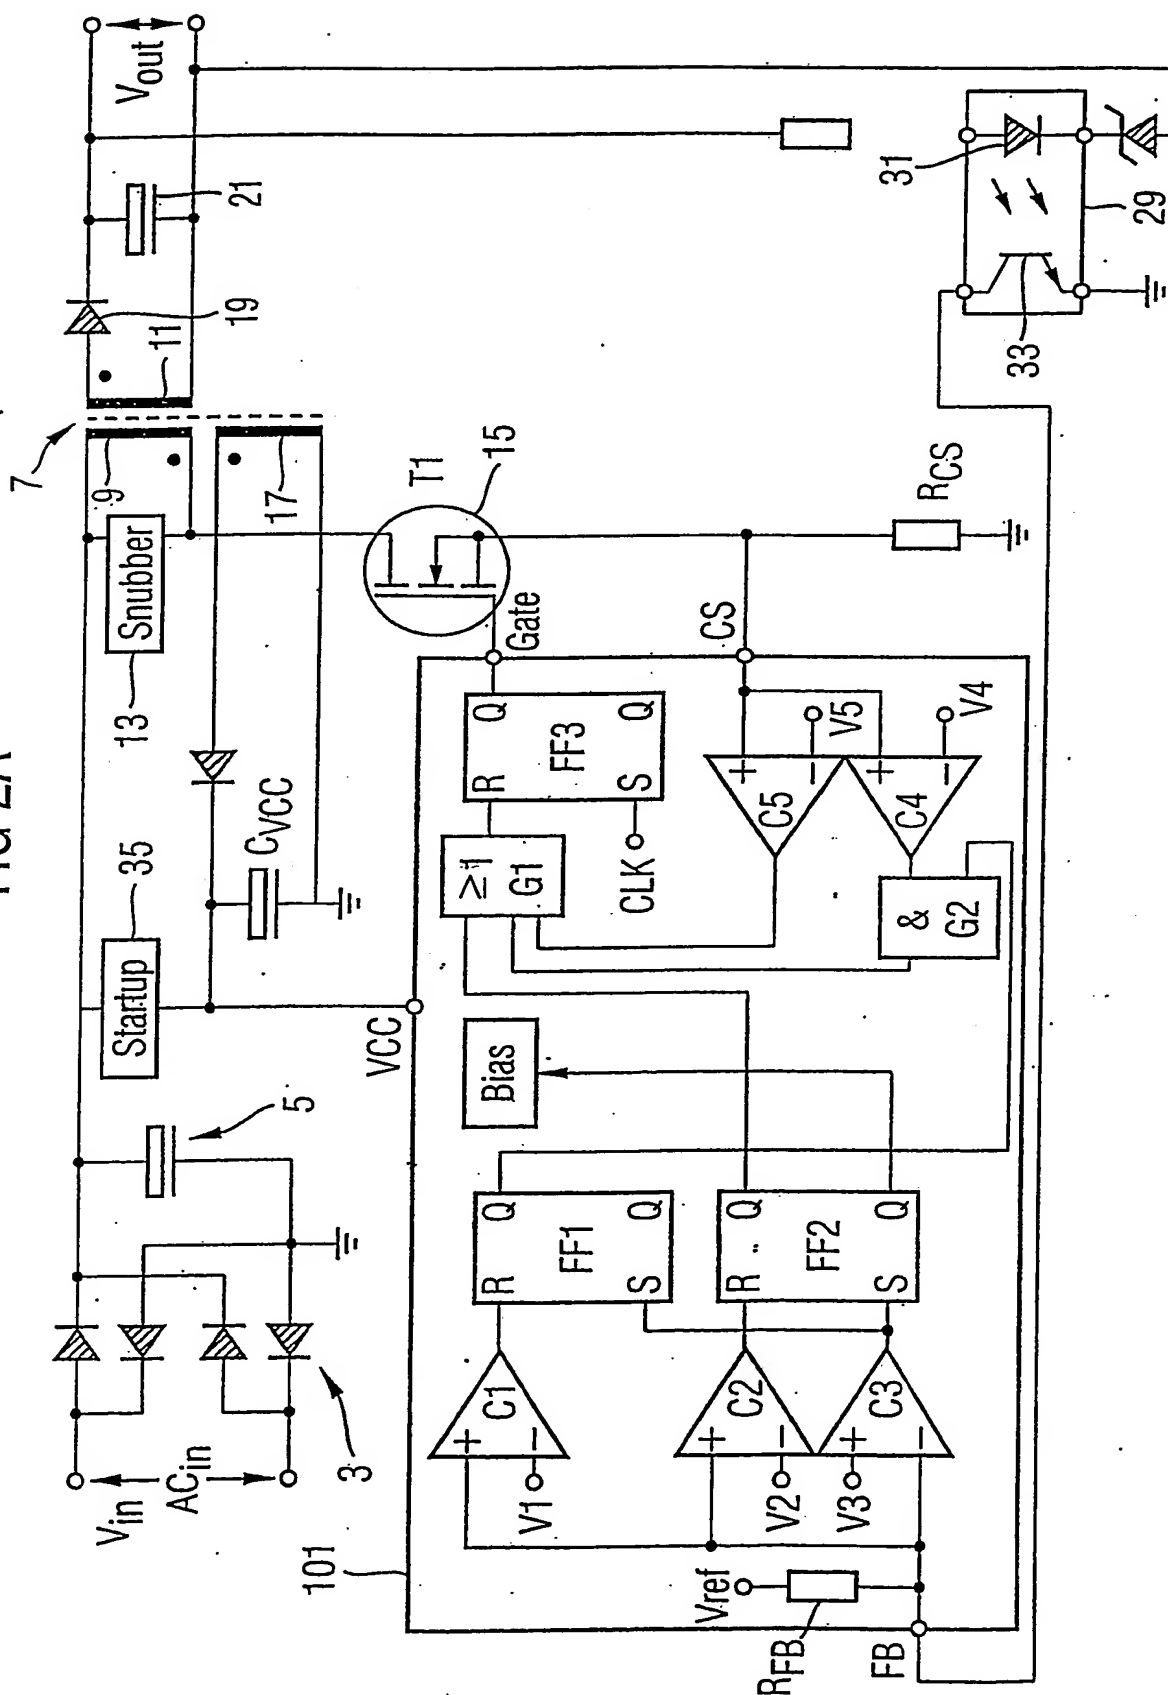 FIG 2A
7
Vin
ACin
3
5
Startup
35
Snubber
13
9
11
17
19
21
Vout
CVCC
VCC
T1
15
Gate
CS
RCS
101
Bias
C1
+
−
V1
R
Q
FF1
S
Q
C2
+
−
V2
C3
+
−
V3
R
Q
FF2
S
Q
≥1
G1
R
Q
FF3
S
Q
CLK
C5
+
−
V5
C4
+
−
V4
&
G2
Vref
RFB
FB
31
33
29